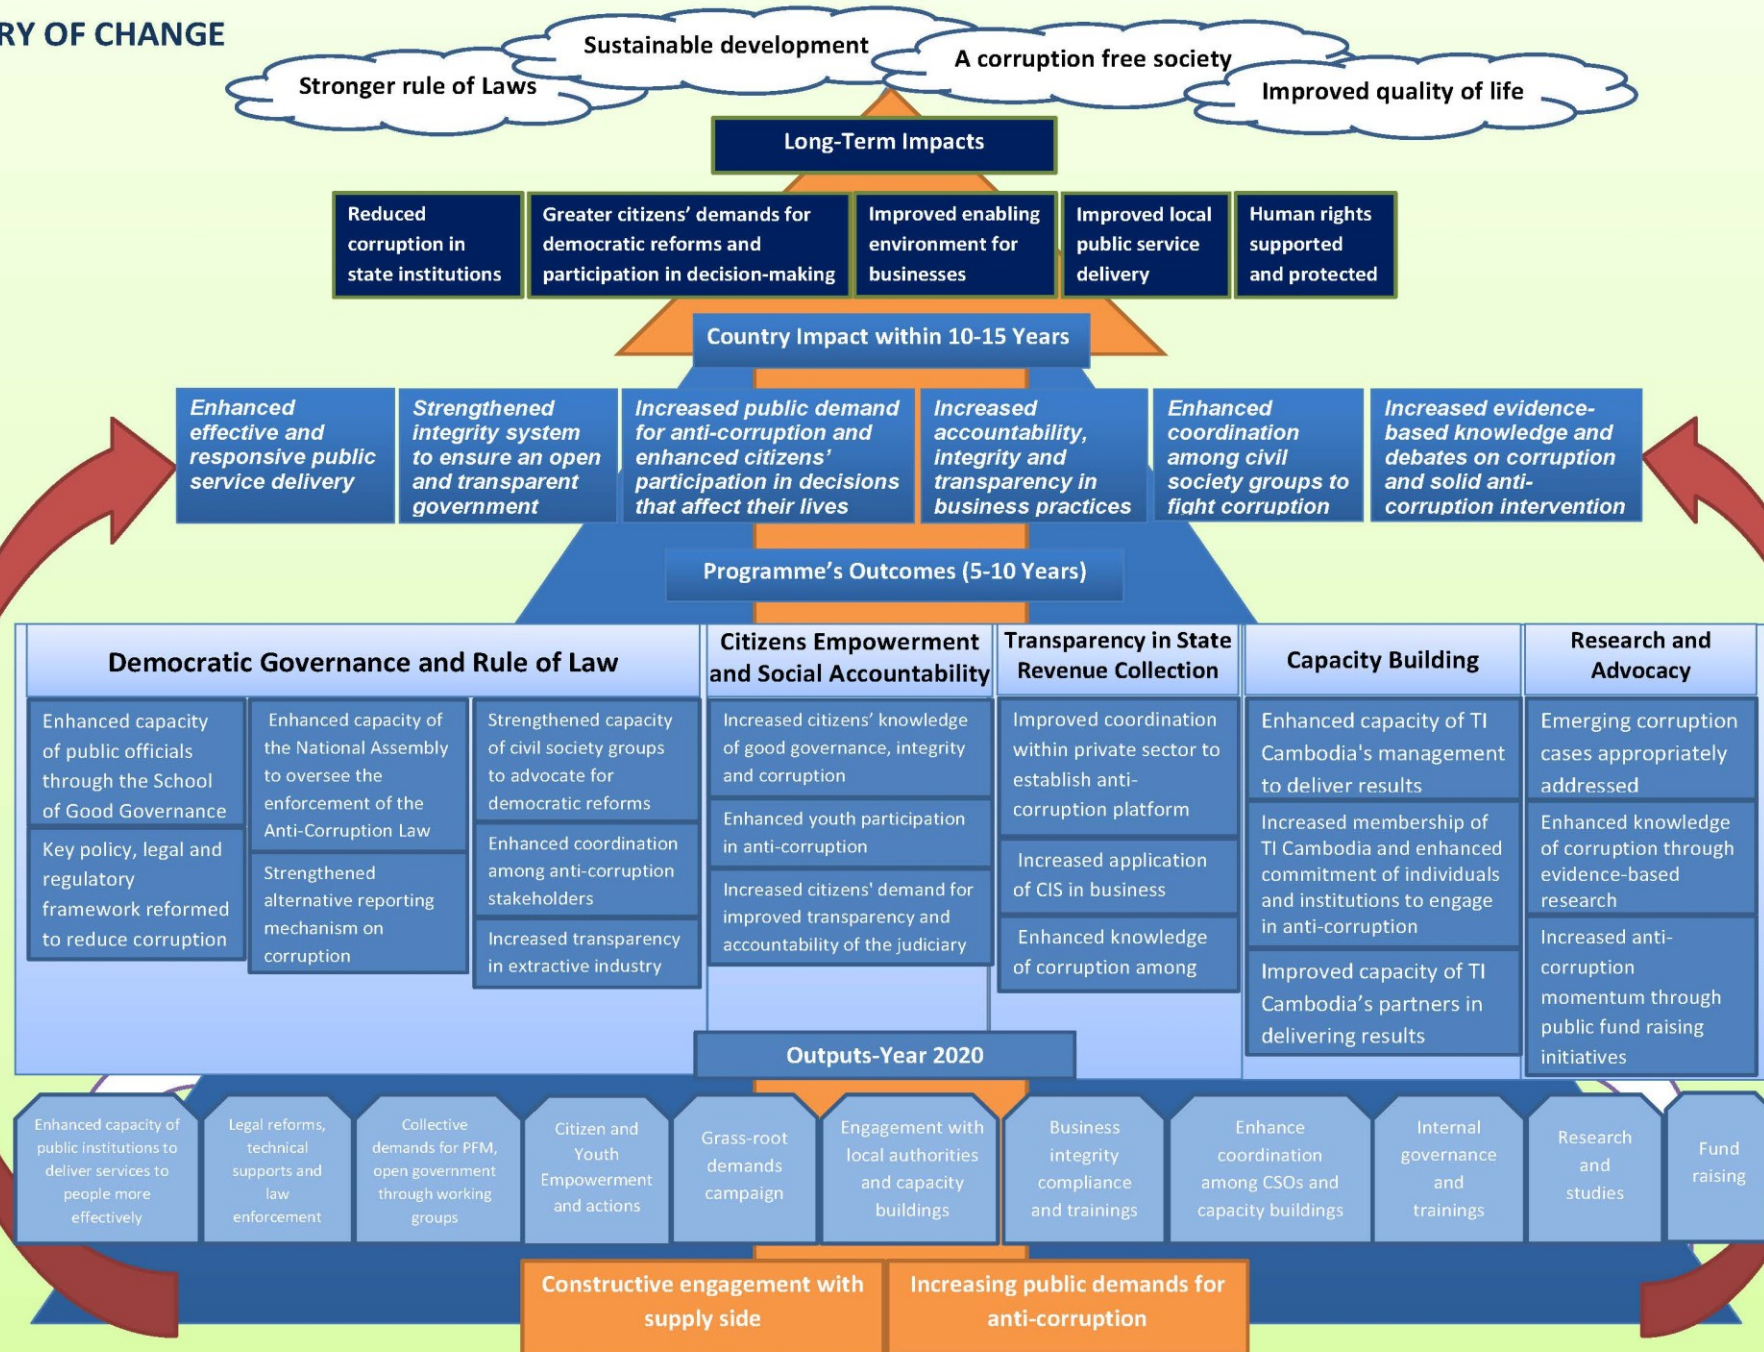 RY OF CHANGE
Sustainable development
A corruption free society
Stronger rule of Laws
Improved quality of life
Long-Term Impacts
Reduced
corruption in
state institutions
Greater citizens’ demands for
democratic reforms and
participation in decision-making
Improved enabling
environment for
businesses
Improved local
public service
delivery
Human rights
supported
and protected
Country Impact within 10-15 Years
Enhanced
effective and
responsive public
service delivery
Strengthened
integrity system
to ensure an open
and transparent
government
Increased public demand
for anti-corruption and
enhanced citizens’
participation in decisions
that affect their lives
Increased
accountability,
integrity and
transparency in
business practices
Enhanced
coordination
among civil
society groups to
fight corruption
Increased evidence-
based knowledge and
debates on corruption
and solid anti-
corruption intervention
Programme’s Outcomes (5-10 Years)
Democratic Governance and Rule of Law
Enhanced capacity
of public officials
through the School
of Good Governance
Key policy, legal and
regulatory
framework reformed
to reduce corruption
Enhanced capacity of
the National Assembly
to oversee the
enforcement of the
Anti-Corruption Law
Strengthened
alternative reporting
mechanism on
corruption
Strengthened capacity
of civil society groups
to advocate for
democratic reforms
Enhanced coordination
among anti-corruption
stakeholders
Increased transparency
in extractive industry
Citizens Empowerment
and Social Accountability
Increased citizens’ knowledge
of good governance, integrity
and corruption
Enhanced youth participation
in anti-corruption
Increased citizens' demand for
improved transparency and
accountability of the judiciary
Transparency in State
Revenue Collection
Improved coordination
within private sector to
establish anti-
corruption platform
Increased application
of CIS in business
Enhanced knowledge
of corruption among
Capacity Building
Enhanced capacity of TI
Cambodia's management
to deliver results
Increased membership of
TI Cambodia and enhanced
commitment of individuals
and institutions to engage
in anti-corruption
Improved capacity of TI
Cambodia’s partners in
delivering results
Research and
Advocacy
Emerging corruption
cases appropriately
addressed
Enhanced knowledge
of corruption through
evidence-based
research
Increased anti-
corruption
momentum through
public fund raising
initiatives
Outputs-Year 2020
Enhanced capacity of
public institutions to
deliver services to
people more
effectively
Legal reforms,
technical
supports and
law
enforcement
Collective
demands for PFM,
open government
through working
groups
Citizen and
Youth
Empowerment
and actions
Grass-root
demands
campaign
Engagement with
local authorities
and capacity
buildings
Business
integrity
compliance
and trainings
Enhance
coordination
among CSOs and
capacity buildings
Internal
governance
and
trainings
Research
and
studies
Fund
raising
Constructive engagement with
supply side
Increasing public demands for
anti-corruption